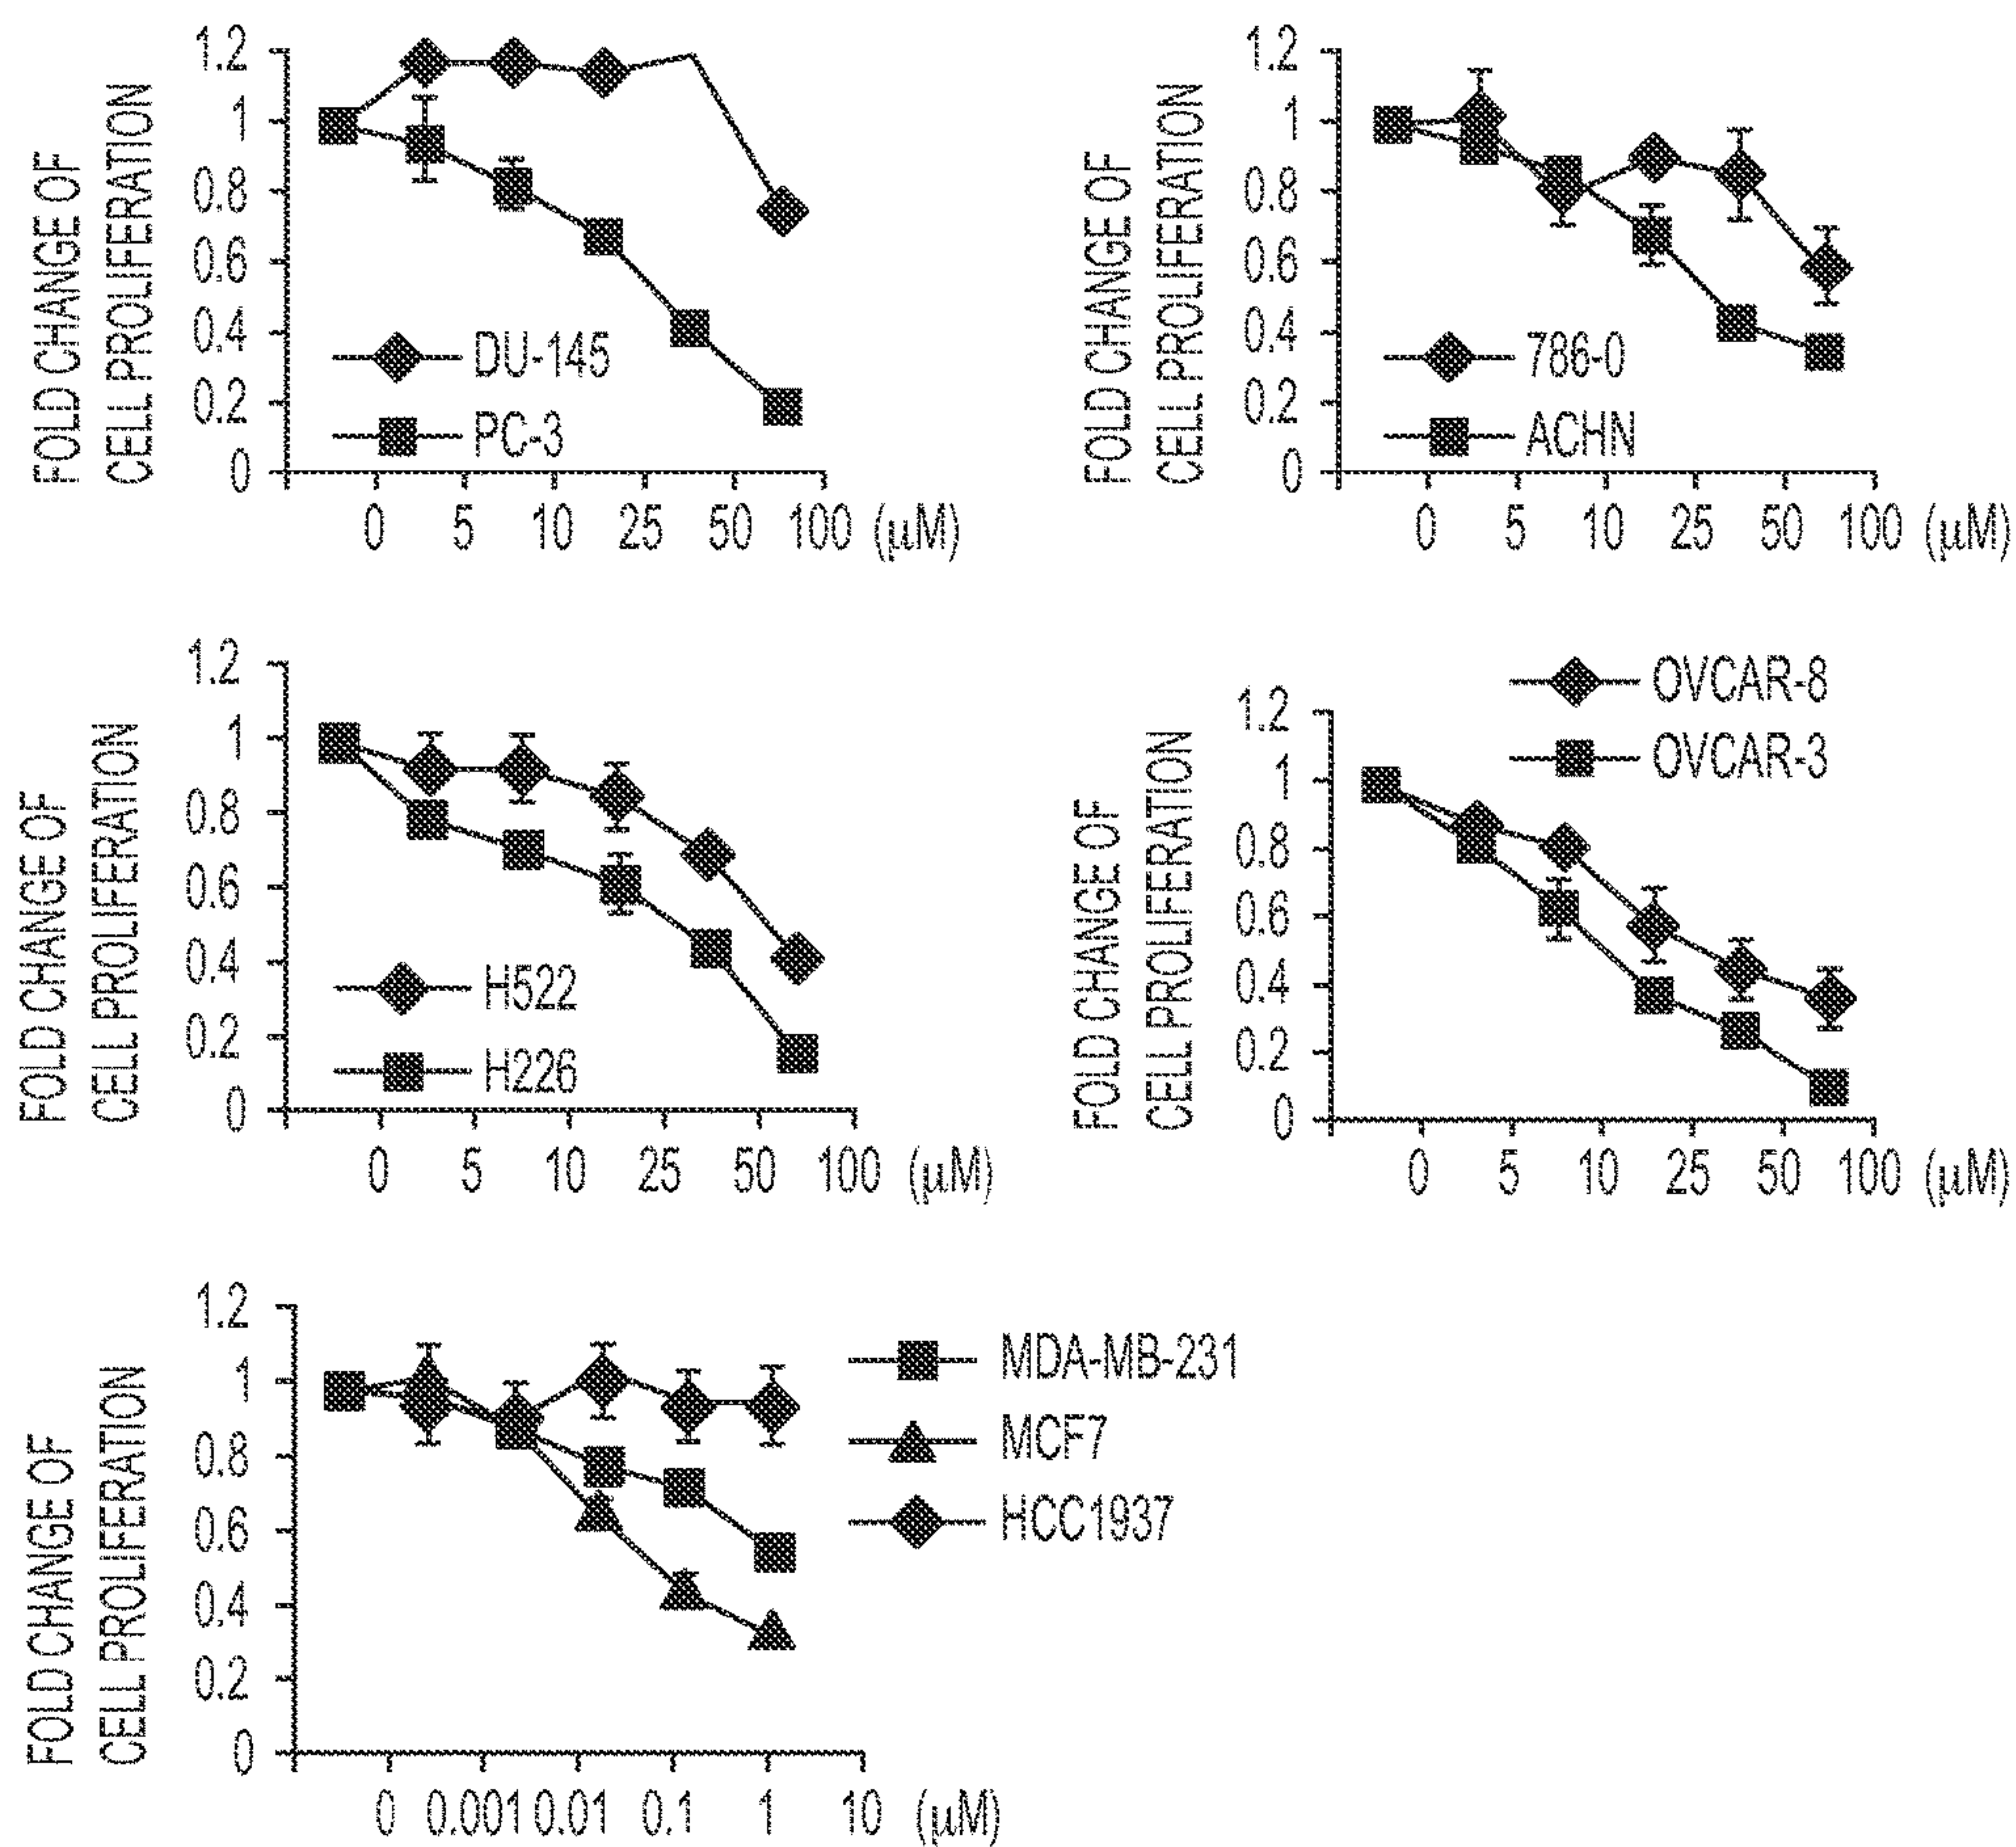 FOLD CHANGE OF
CELL PROLIFERATION
1.2
1
0.8
0.6
0.4
0.2
0
DU-145
PC-3
0 5 10 25 50 100 (µM)
FOLD CHANGE OF
CELL PROLIFERATION
1.2
1
0.8
0.6
0.4
0.2
0
786-0
ACHN
0 5 10 25 50 100 (µM)
FOLD CHANGE OF
CELL PROLIFERATION
1.2
1
0.8
0.6
0.4
0.2
0
H522
H226
0 5 10 25 50 100 (µM)
OVCAR-8
OVCAR-3
FOLD CHANGE OF
CELL PROLIFERATION
1.2
1
0.8
0.6
0.4
0.2
0
0 5 10 25 50 100 (µM)
FOLD CHANGE OF
CELL PROLIFERATION
1.2
1
0.8
0.6
0.4
0.2
0
MDA-MB-231
MCF7
HCC1937
0 0.001 0.01 0.1 1 10 (µM)